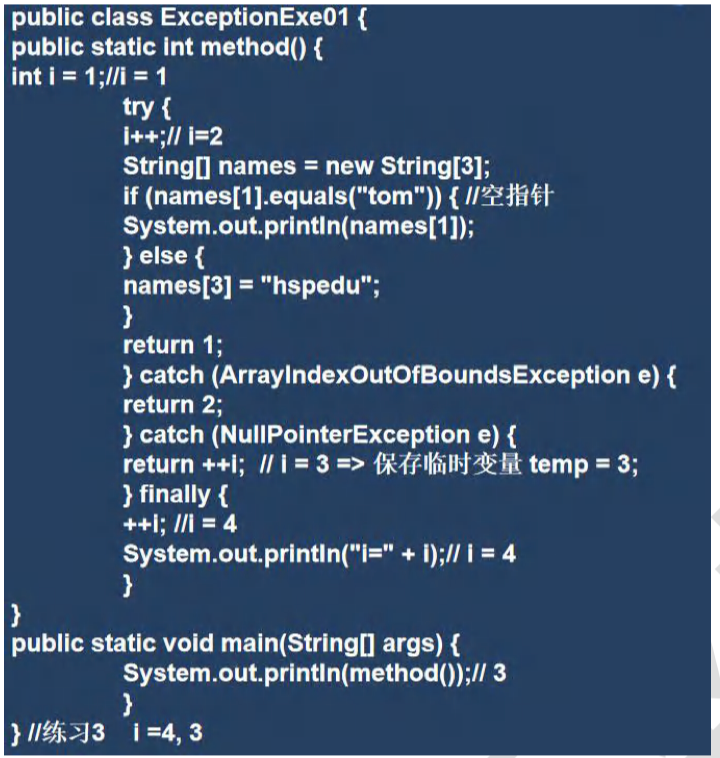 public class ExceptionExe01 {
public static int method() {
int i = 1;//i = 1
try {
i++;// i=2
String[] names = new String[3];
if (names[1].equals("tom")) { //空指针
System.out.println(names[1]);
} else {
names[3] = "hspedu";
}
return 1;
} catch (ArrayIndexOutOfBoundsException e) {
return 2;
} catch (NullPointerException e) {
return ++i;  // i = 3 => 保存临时变量 temp = 3;
} finally {
++i; //i = 4
System.out.println("i=" + i);// i = 4
}
}
public static void main(String[] args) {
System.out.println(method());// 3
}
} //练习3    i =4, 3